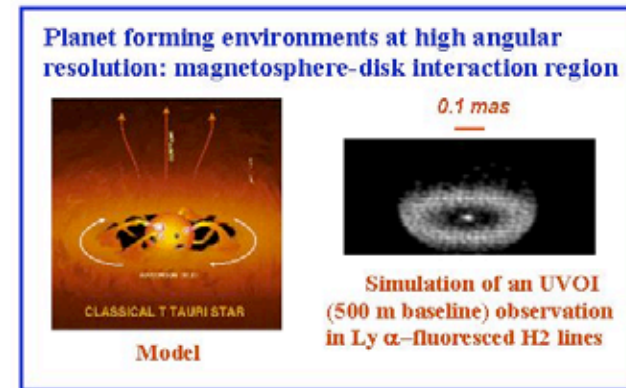 Planet forming environments at high angular
resolution: magnetosphere-disk interaction region
0.1 mas
CLASSICAL T TAURI STAR
Model
Simulation of an UVOI
(500 m baseline) observation
in Ly α-fluoresced H2 lines